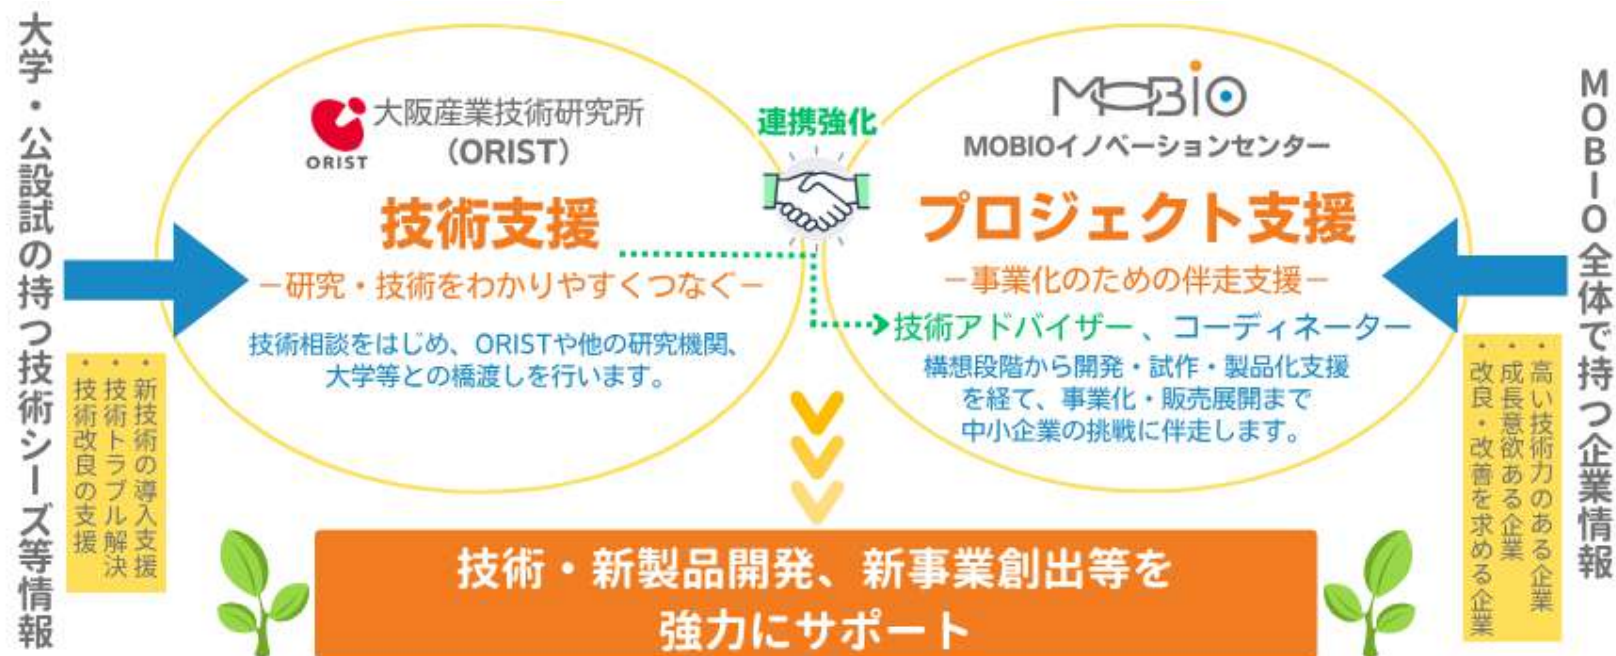 大学・公設試の持つ技術シーズ等情報
・新技術の導入支援
・技術トラブル解決
・技術改良の支援
ORIST
大阪産業技術研究所
(ORIST)
技術支援
－研究・技術をわかりやすくつなぐ－
技術相談をはじめ、ORISTや他の研究機関、
大学等との橋渡しを行います。
連携強化
MOBIO
MOBIOイノベーションセンター
プロジェクト支援
－事業化のための伴走支援－
技術アドバイザー、コーディネーター
構想段階から開発・試作・製品化支援
を経て、事業化・販売展開まで
中小企業の挑戦に伴走します。
MOBIO全体で持つ企業情報
・高い技術力のある企業
・成長意欲ある企業
・改良・改善を求める企業
技術・新製品開発、新事業創出等を
強力にサポート